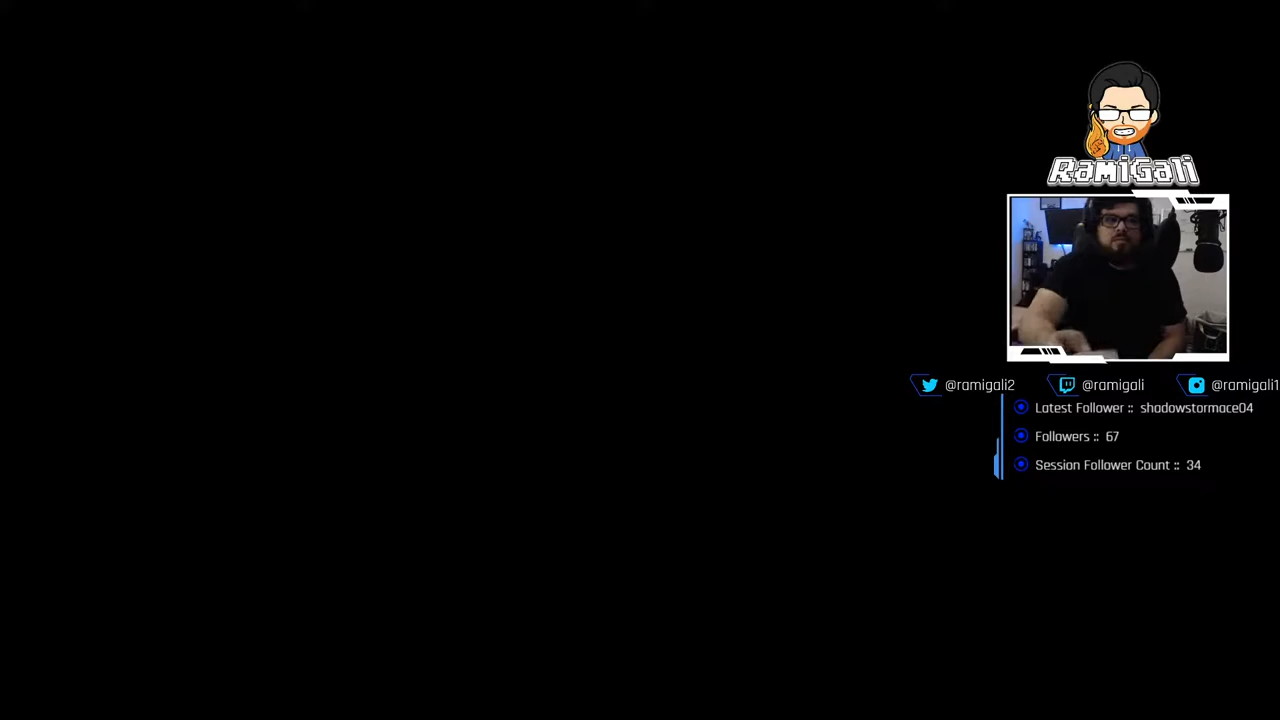 RamiGali
@ramigali2 @ramigali @ramigali1
Latest Follower :: shadowstormace04
Followers :: 67
Session Follower Count :: 34